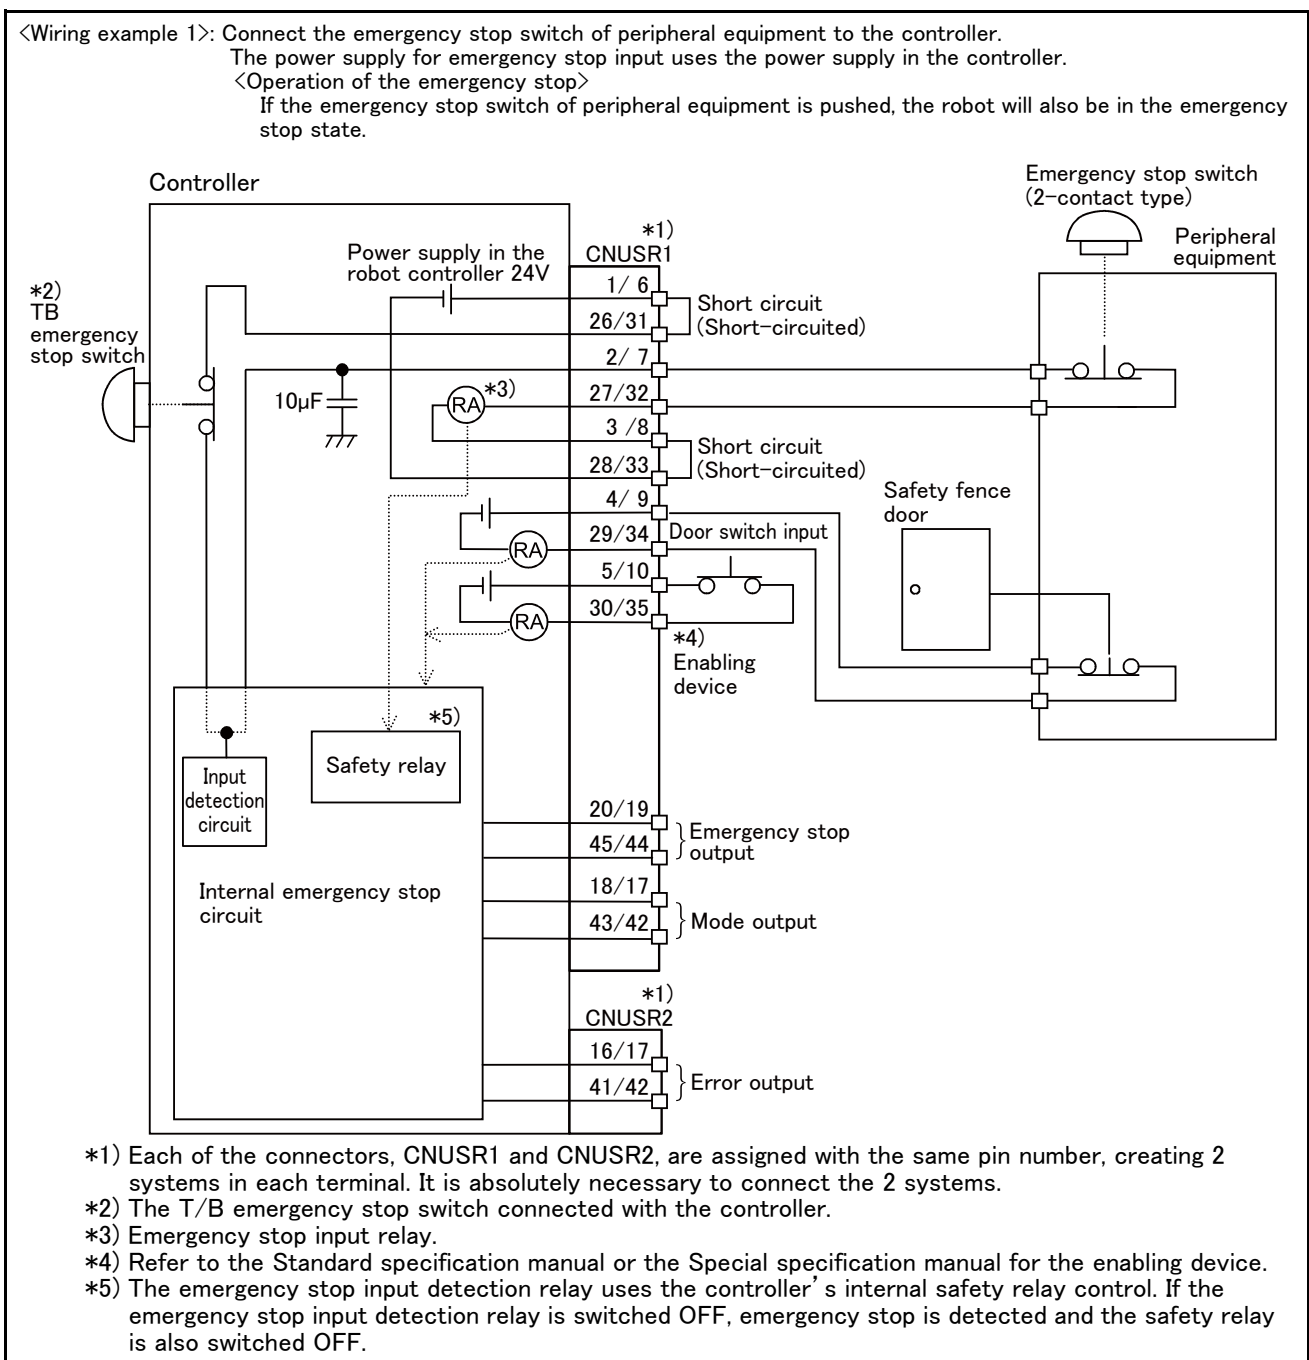 <Wiring example 1>: Connect the emergency stop switch of peripheral equipment to the controller.
The power supply for emergency stop input uses the power supply in the controller.
<Operation of the emergency stop>
If the emergency stop switch of peripheral equipment is pushed, the robot will also be in the emergency
stop state.
Controller
Emergency stop switch
(2-contact type)
Peripheral
equipment
*1)
CNUSR1
Power supply in the
robot controller 24V
*2)
TB
emergency
stop switch
1/ 6
Short circuit
(Short-circuited)
26/31
2/ 7
10μF
RA
*3)
27/32
3 /8
Short circuit
(Short-circuited)
28/33
4/ 9
Safety fence
door
RA
29/34
Door switch input
5/10
RA
30/35
*4)
Enabling
device
*5)
Safety relay
Input
detection
circuit
20/19
Emergency stop
output
45/44
Internal emergency stop
circuit
18/17
43/42
Mode output
*1)
CNUSR2
16/17
41/42
Error output
*1) Each of the connectors, CNUSR1 and CNUSR2, are assigned with the same pin number, creating 2
systems in each terminal. It is absolutely necessary to connect the 2 systems.
*2) The T/B emergency stop switch connected with the controller.
*3) Emergency stop input relay.
*4) Refer to the Standard specification manual or the Special specification manual for the enabling device.
*5) The emergency stop input detection relay uses the controller's internal safety relay control. If the
emergency stop input detection relay is switched OFF, emergency stop is detected and the safety relay
is also switched OFF.